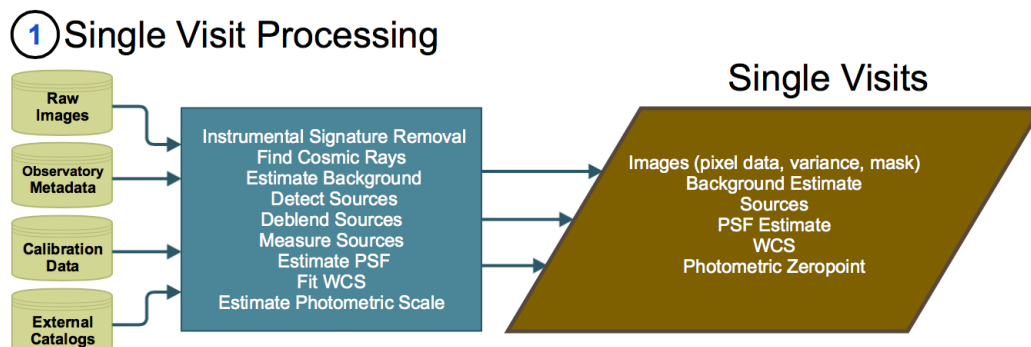 1 Single Visit Processing
Raw
Images
Observatory
Metadata
Calibration
Data
External
Catalogs
Instrumental Signature Removal
Find Cosmic Rays
Estimate Background
Detect Sources
Deblend Sources
Measure Sources
Estimate PSF
Fit WCS
Estimate Photometric Scale
Single Visits
Images (pixel data, variance, mask)
Background Estimate
Sources
PSF Estimate
WCS
Photometric Zeropoint